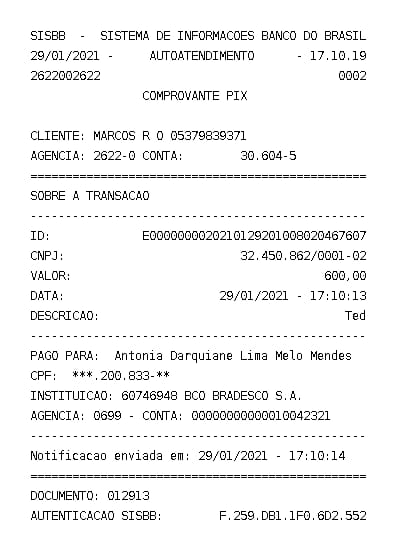 SISBB - SISTEMA DE INFORMACOES BANCO DO BRASIL
29/01/2021 - AUTOATENDIMENTO - 17.10.19
2622002622 0002
COMPROVANTE PIX
CLIENTE: MARCOS R O 05379839371
AGENCIA: 2622-0 CONTA: 30.604-5
================================================
SOBRE A TRANSACAO
------------------------------------------------
ID: E0000000020210129201008020467607
CNPJ: 32.450.862/0001-02
VALOR: 600,00
DATA: 29/01/2021 - 17:10:13
DESCRICAO: Ted
------------------------------------------------
PAGO PARA: Antonia Darquiane Lima Melo Mendes
CPF: ***.200.833-**
INSTITUICAO: 60746948 BCO BRADESCO S.A.
AGENCIA: 0699 - CONTA: 00000000000010042321
------------------------------------------------
Notificacao enviada em: 29/01/2021 - 17:10:14
================================================
DOCUMENTO: 012913
AUTENTICACAO SISBB: F.259.DB1.1F0.6D2.552